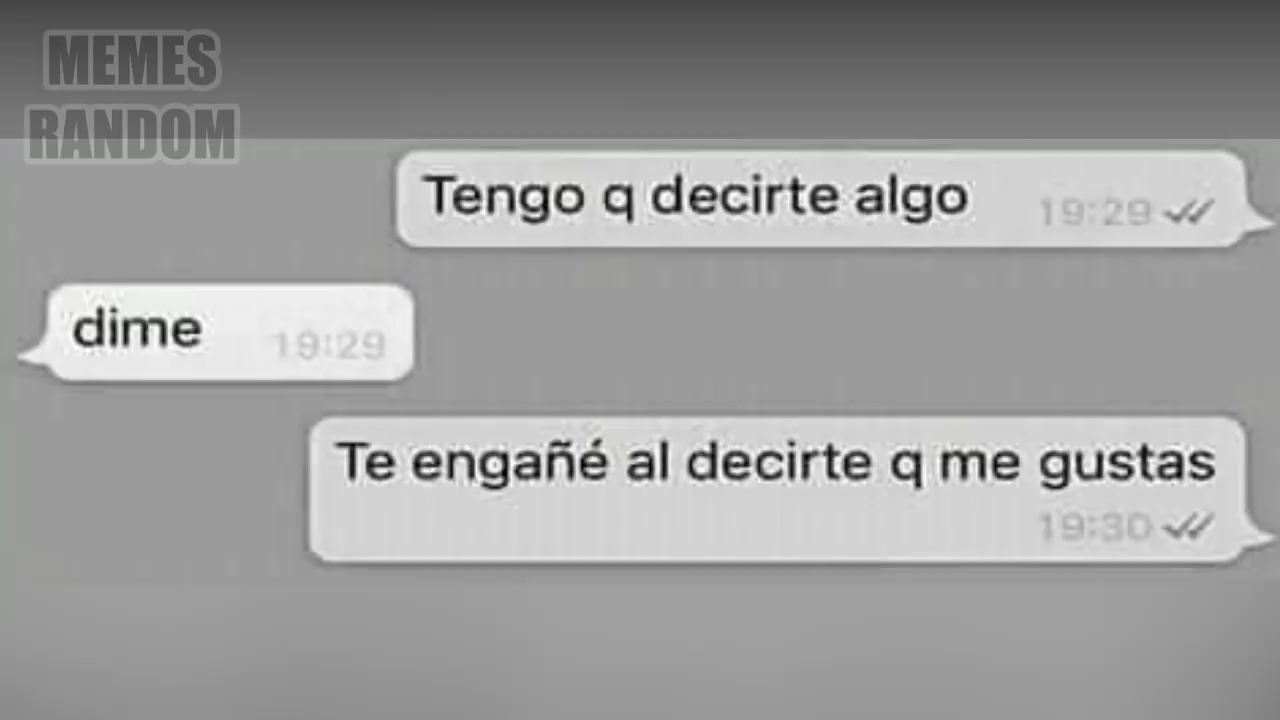 MEMES
RANDOM
Tengo q decirte algo 19:29
dime 19:29
Te engañé al decirte q me gustas
19:30